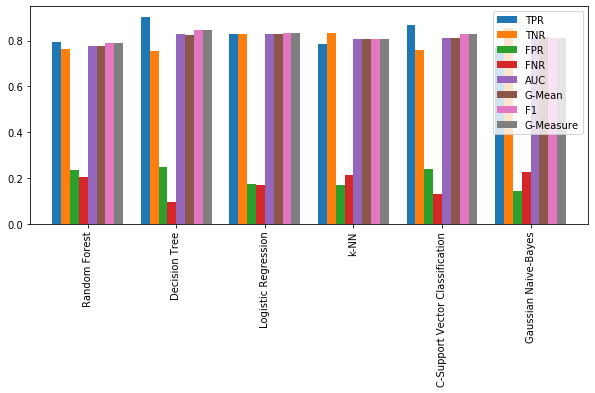 0.8
0.6
0.4
0.2
0.0
TPR
TNR
FPR
FNR
AUC
G-Mean
F1
G-Measure
Random Forest
Decision Tree
Logistic Regression
k-NN
C-Support Vector Classification
Gaussian Naive-Bayes